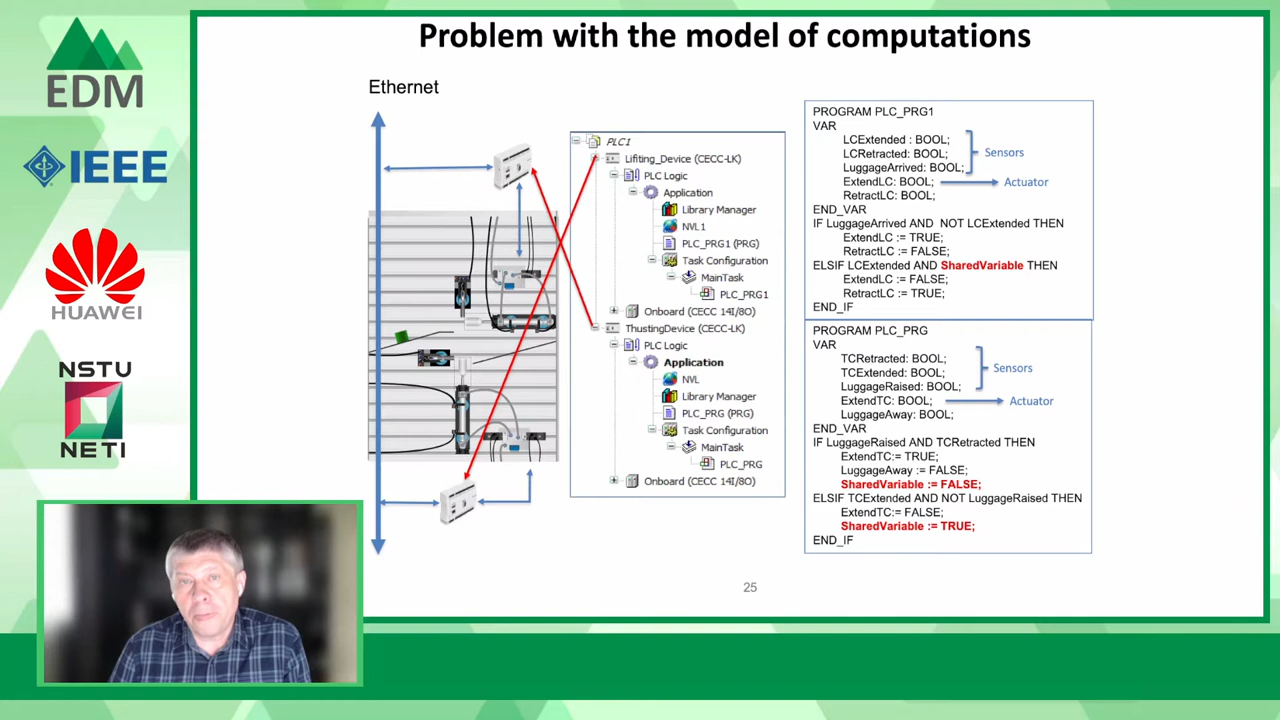 Problem with the model of computations
EDM
IEEE
HUAWEI
NSTU
NETI
Ethernet
PLC1
Lifting_Device (CECC-LK)
PLC Logic
Application
Library Manager
NVL1
PLC_PRG1 (PRG)
Task Configuration
MainTask
PLC_PRG1
Onboard (CECC 14I/8O)
ThustingDevice (CECC-LK)
PLC Logic
Application
NVL
Library Manager
PLC_PRG (PRG)
Task Configuration
MainTask
PLC_PRG
Onboard (CECC 14I/8O)
PROGRAM PLC_PRG1
VAR
LCExtended : BOOL;
LCRetracted: BOOL;
LuggageArrived: BOOL;
Sensors
ExtendLC: BOOL;
Actuator
RetractLC: BOOL;
END_VAR
IF LuggageArrived AND NOT LCExtended THEN
ExtendLC := TRUE;
RetractLC := FALSE;
ELSIF LCExtended AND SharedVariable THEN
ExtendLC := FALSE;
RetractLC := TRUE;
END_IF
PROGRAM PLC_PRG
VAR
TCRetracted: BOOL;
TCExtended: BOOL;
LuggageRaised: BOOL;
Sensors
ExtendTC: BOOL;
Actuator
LuggageAway: BOOL;
END_VAR
IF LuggageRaised AND TCRetracted THEN
ExtendTC:= TRUE;
LuggageAway := FALSE;
SharedVariable := FALSE;
ELSIF TCExtended AND NOT LuggageRaised THEN
ExtendTC:= FALSE;
SharedVariable := TRUE;
END_IF
25